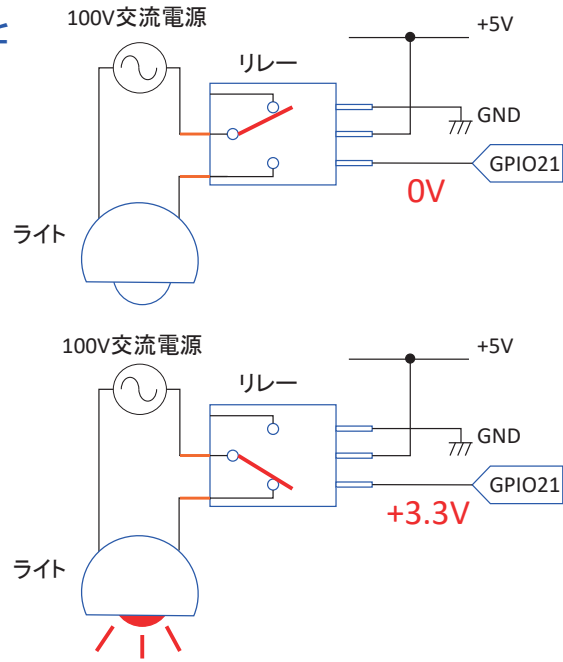 100V交流電源
+5V
リレー
GND
GPIO21
0V
ライト
100V交流電源
+5V
リレー
GND
GPIO21
+3.3V
ライト